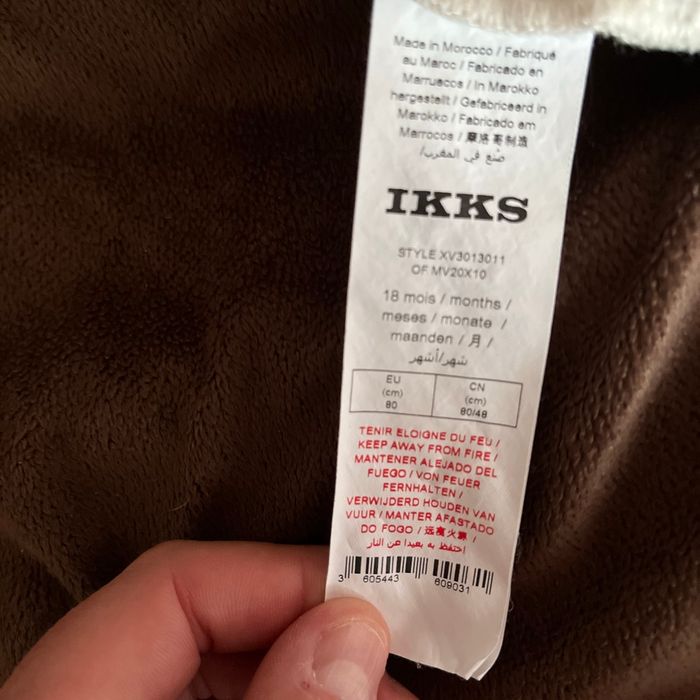 Made in Morocco / Fabriqué
au Maroc / Fabricado en
Marruecos / In Marokko
hergestellt / Gefabriceerd in
Marokko / Fabricado em
Marrocos / 摩洛哥制造
صنع في المغرب/
IKKS
STYLE XV3013011
OF MV20X10
18 mois / months /
meses / monate /
maanden / 月 /
شهر/أشهر
EU
(cm)
80
CN
(cm)
80/48
TENIR ELOIGNE DU FEU /
KEEP AWAY FROM FIRE /
MANTENER ALEJADO DEL
FUEGO / VON FEUER
FERNHALTEN /
VERWIJDERD HOUDEN VAN
VUUR / MANTER AFASTADO
DO FOGO / 远离火源 /
إحتفظ به بعيدا عن النار
3 605443 609031